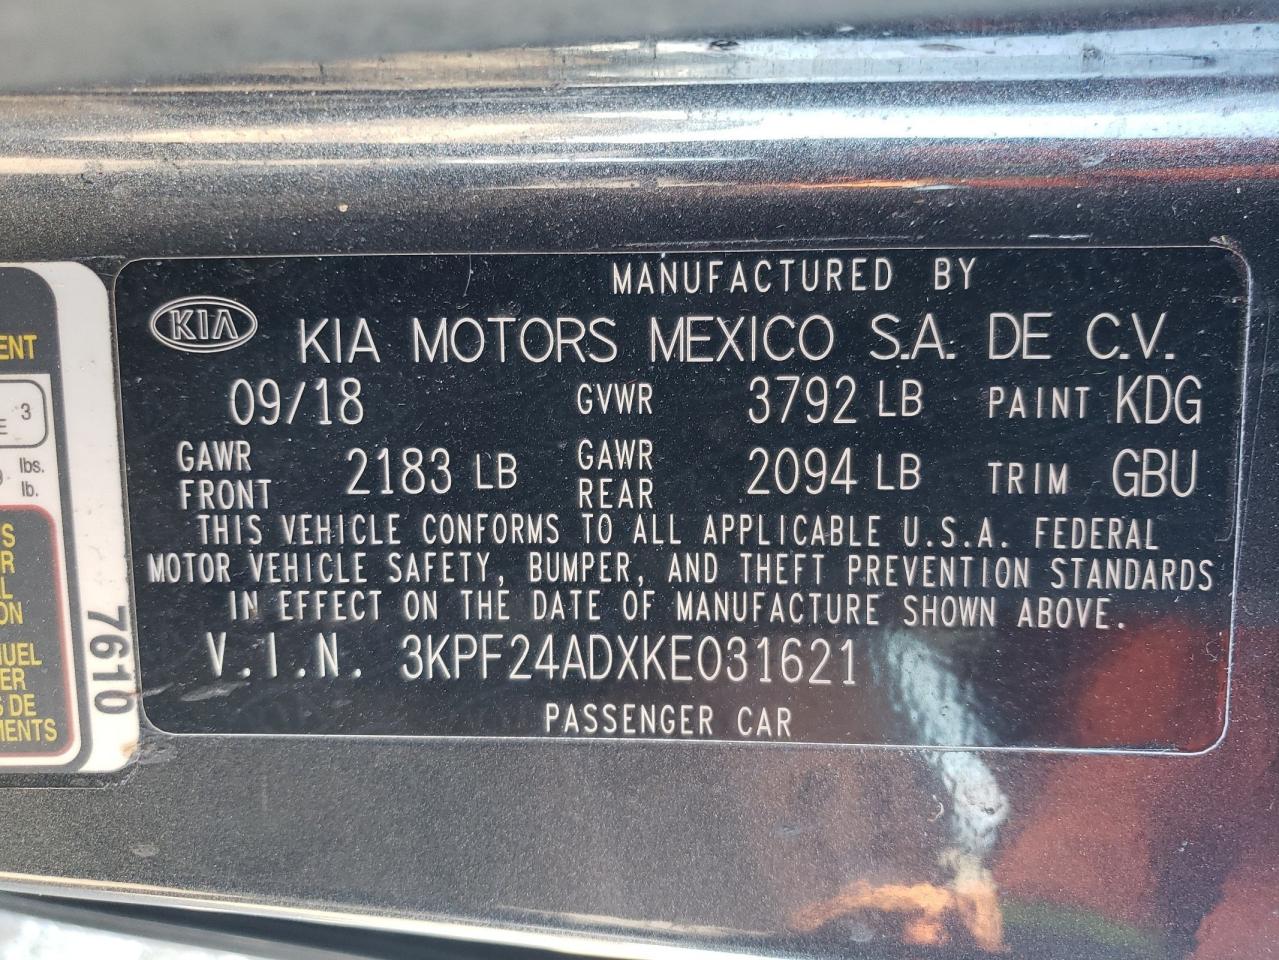 MANUFACTURED BY
KIA KIA MOTORS MEXICO S.A. DE C.V.
09/18 GVWR 3792 LB PAINT KDG
GAWR FRONT 2183 LB GAWR REAR 2094 LB TRIM GBU
THIS VEHICLE CONFORMS TO ALL APPLICABLE U.S.A. FEDERAL
MOTOR VEHICLE SAFETY, BUMPER, AND THEFT PREVENTION STANDARDS
IN EFFECT ON THE DATE OF MANUFACTURE SHOWN ABOVE.
V.I.N. 3KPF24ADXKE031621
PASSENGER CAR
7610
3
lbs.
lb.